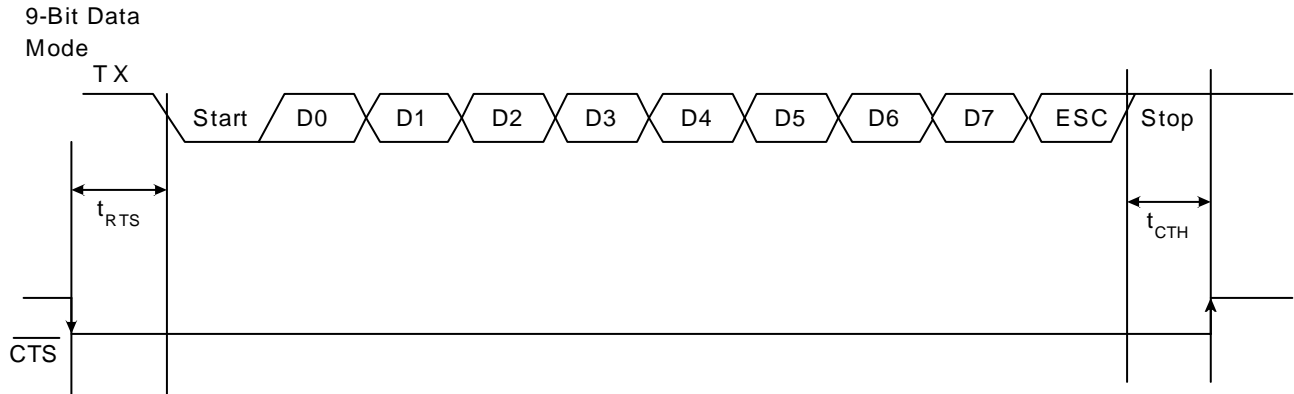 9-Bit Data
Mode
TX
Start D0 D1 D2 D3 D4 D5 D6 D7 ESC Stop
tRTS
tCTH
CTS